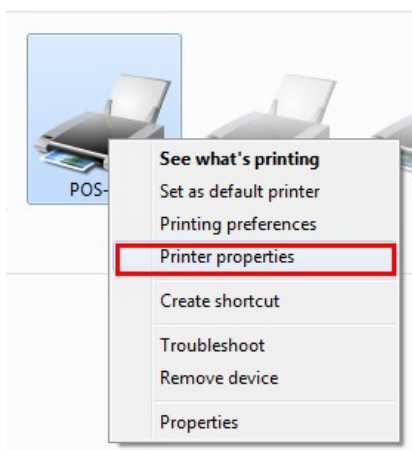 POS-
See what's printing
Set as default printer
Printing preferences
Printer properties
Create shortcut
Troubleshoot
Remove device
Properties